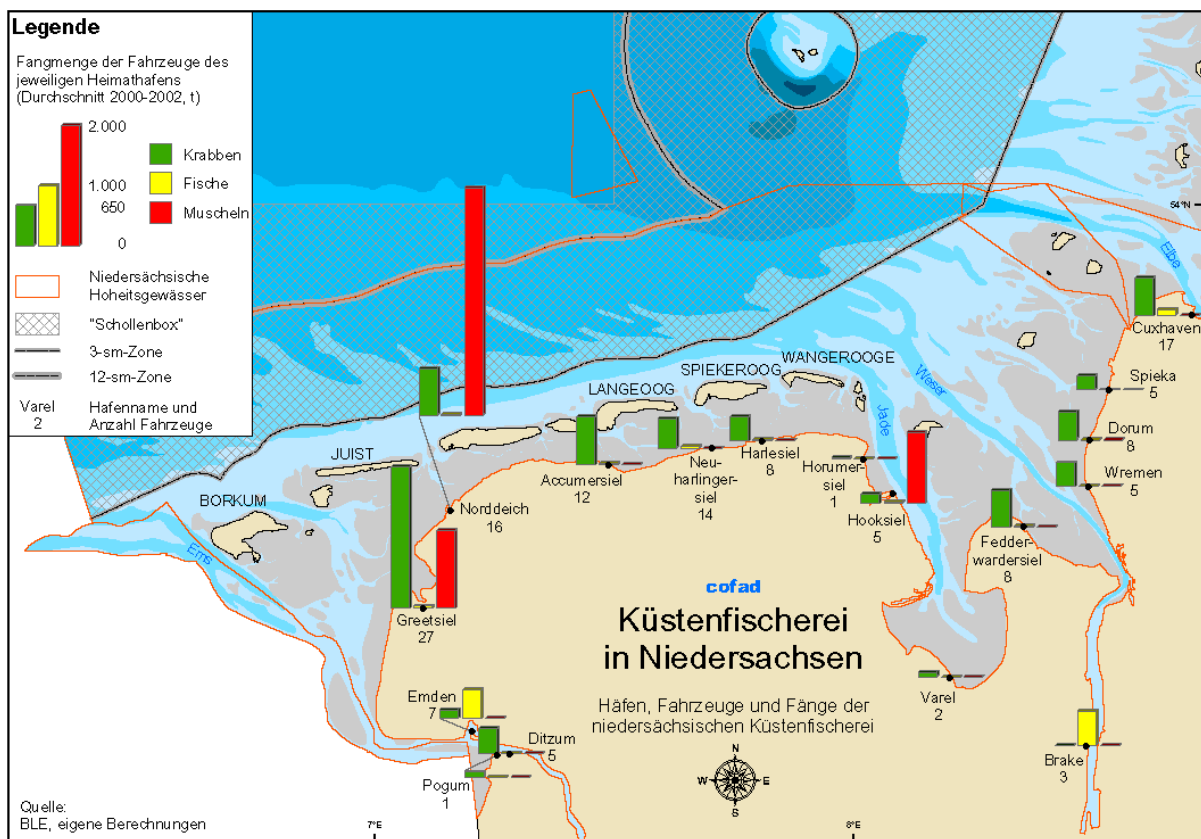 Legende
Fangmenge der Fahrzeuge des
jeweiligen Heimathafens
(Durchschnitt 2000-2002, t)
2.000
1.000
650
0
Krabben
Fische
Muscheln
Niedersächsische
Hoheitsgewässer
"Schollenbox"
3-sm-Zone
12-sm-Zone
Varel
2
Hafenname und
Anzahl Fahrzeuge
54°N
Elbe
Cuxhaven
17
WANGEROOGE
SPIEKEROOG
LANGEOOG
JUIST
BORKUM
Weser
Jade
Ems
Spieka
5
Dorum
8
Wremen
5
Harlesiel
8
Neu-
harlinger-
siel
14
Accumersiel
12
Horumer-
siel
1
Hooksiel
5
Norddeich
16
Fedder-
wardersiel
8
Greetsiel
27
cofad
Küstenfischerei
in Niedersachsen
Häfen, Fahrzeuge und Fänge der
niedersächsischen Küstenfischerei
Varel
2
Emden
7
Ditzum
5
Pogum
1
Brake
3
N
W
E
S
Quelle:
BLE, eigene Berechnungen
7°E
8°E